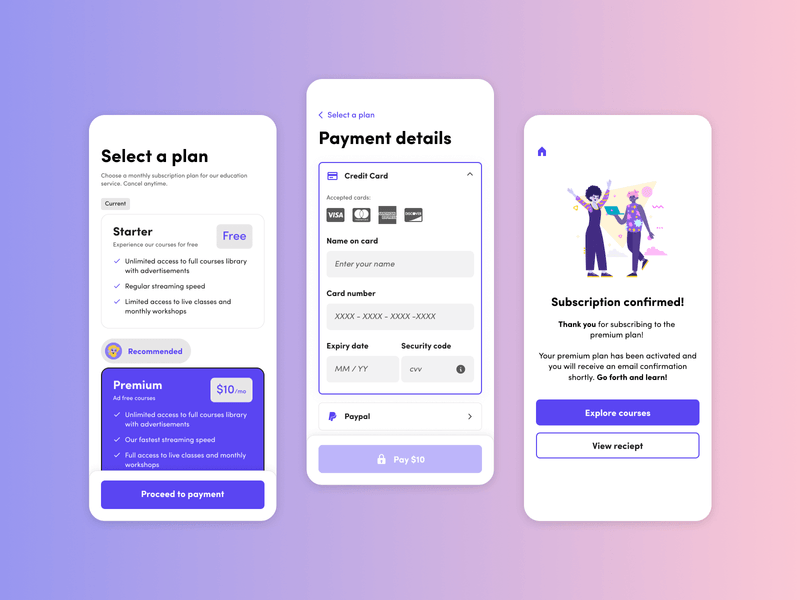 Select a plan
Choose a monthly subscription plan for our education
service. Cancel anytime.
Current
Starter
Free
Experience our courses for free
Unlimited access to full courses library
with advertisements
Regular streaming speed
Limited access to live classes and
monthly workshops
Recommended
Premium
$10/mo
Ad free courses
Unlimited access to full courses library
with advertisements
Our fastest streaming speed
Full access to live classes and monthly
workshops
Proceed to payment
Select a plan
Payment details
Credit Card
Accepted cards:
VISA
AMERICAN EXPRESS
DISCOVER
Name on card
Enter your name
Card number
XXXX - XXXX - XXXX -XXXX
Expiry date
Security code
MM / YY
cvv
Paypal
Pay $10
Subscription confirmed!
Thank you for subscribing to the
premium plan!
Your premium plan has been activated and
you will receive an email confirmation
shortly. Go forth and learn!
Explore courses
View reciept